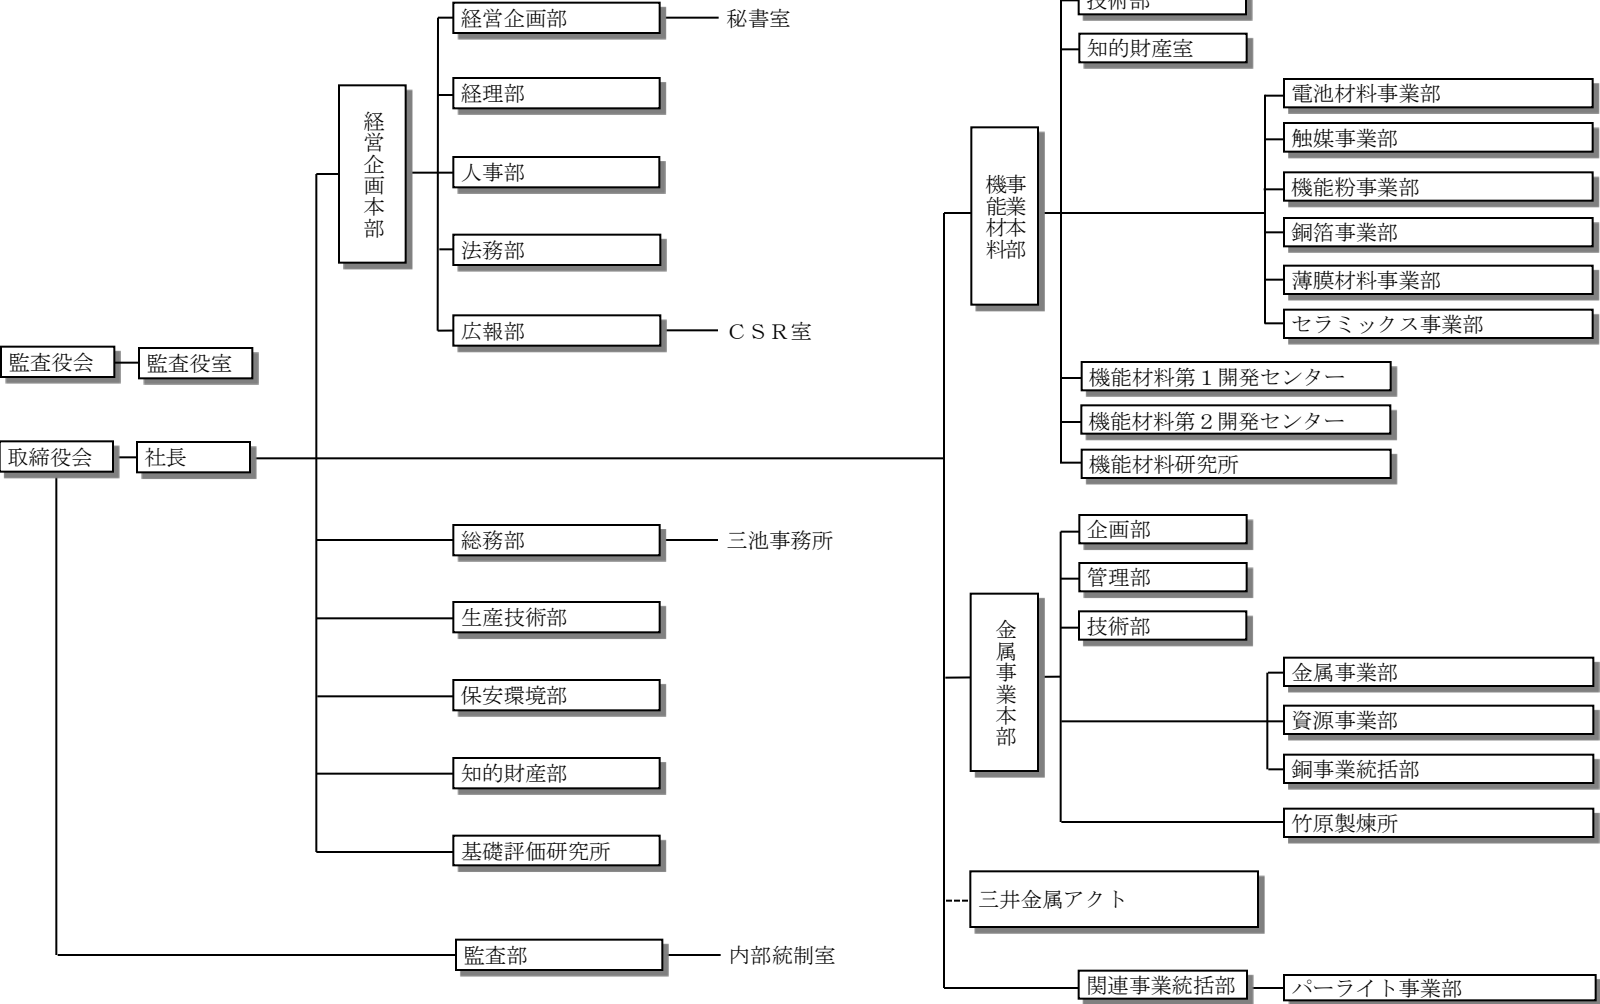 経営企画部
秘書室
経理部
人事部
法務部
広報部
ＣＳＲ室
経営企画本部
監査役会
監査役室
取締役会
社長
総務部
三池事務所
生産技術部
保安環境部
知的財産部
基礎評価研究所
監査部
内部統制室
技術部
知的財産室
機能材料
事業本部
電池材料事業部
触媒事業部
機能粉事業部
銅箔事業部
薄膜材料事業部
セラミックス事業部
機能材料第１開発センター
機能材料第２開発センター
機能材料研究所
企画部
管理部
技術部
金属事業本部
金属事業部
資源事業部
銅事業統括部
竹原製煉所
三井金属アクト
関連事業統括部
パーライト事業部